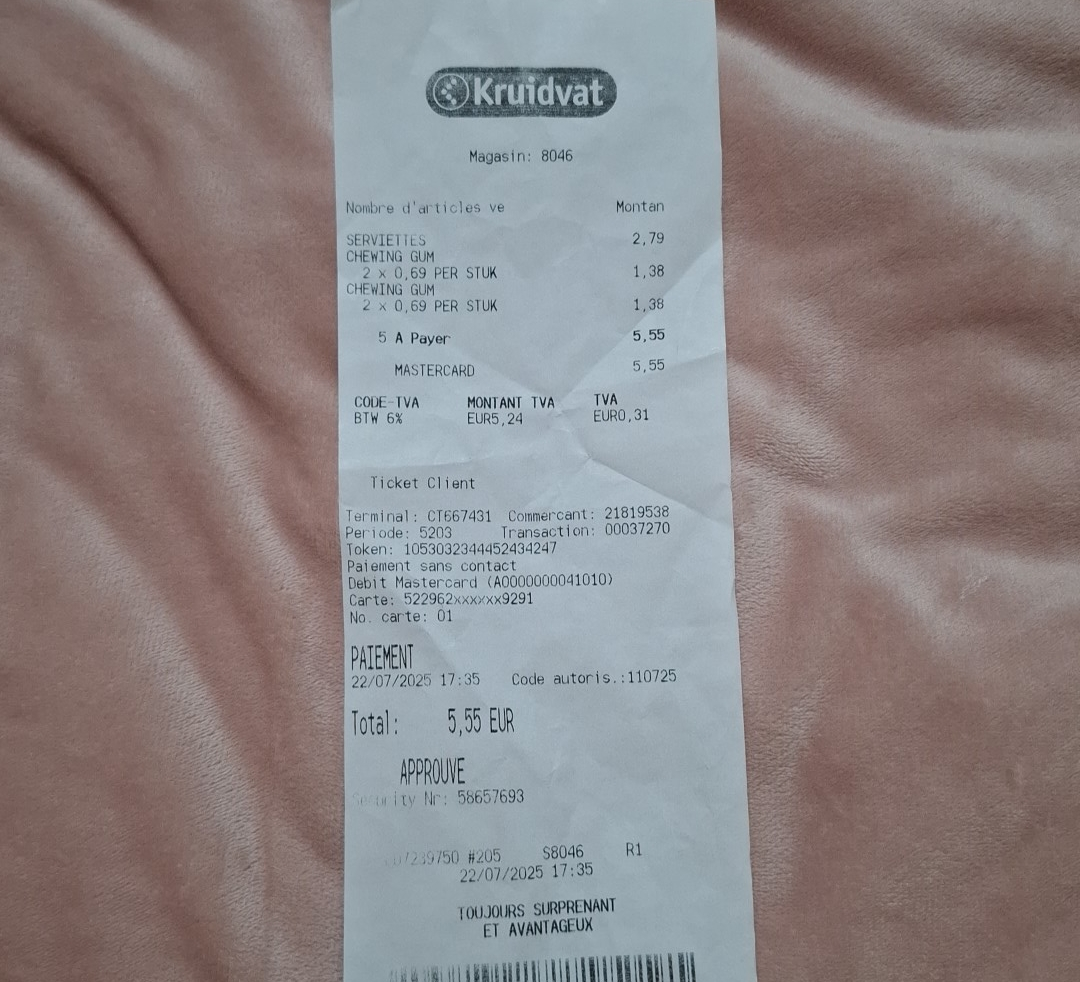 Kruidvat
Magasin: 8046
Nombre d'articles ve Montan
SERVIETTES 2,79
CHEWING GUM
2 x 0,69 PER STUK 1,38
CHEWING GUM
2 x 0,69 PER STUK 1,38
5 A Payer 5,55
MASTERCARD 5,55
CODE-TVA MONTANT TVA TVA
BTW 6% EUR5,24 EUR0,31
Ticket Client
Terminal: CT667431 Commercant: 21819538
Periode: 5203 Transaction: 00037270
Token: 1053032344452434247
Paiement sans contact
Debit Mastercard (A0000000041010)
Carte: 522962xxxxxx9291
No. carte: 01
PAIEMENT
22/07/2025 17:35 Code autoris.:110725
Total: 5,55 EUR
APPROUVE
Security Nr: 58657693
#205 S8046 R1
22/07/2025 17:35
TOUJOURS SURPRENANT
ET AVANTAGEUX